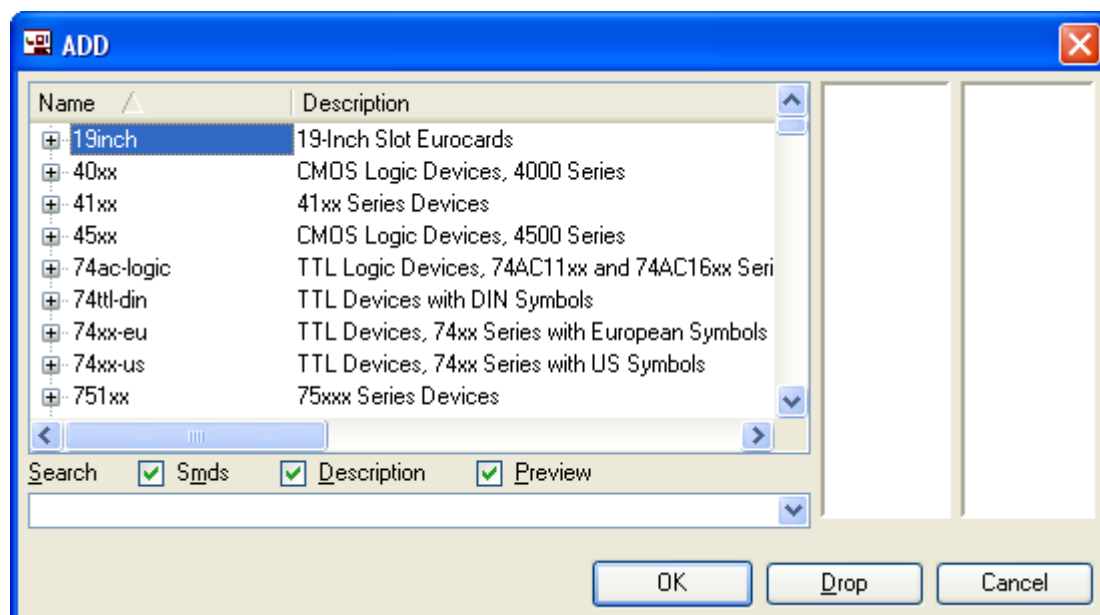 ADD
Name Description
19inch 19-Inch Slot Eurocards
40xx CMOS Logic Devices, 4000 Series
41xx 41xx Series Devices
45xx CMOS Logic Devices, 4500 Series
74ac-logic TTL Logic Devices, 74AC11xx and 74AC16xx Seri
74ttl-din TTL Devices with DIN Symbols
74xx-eu TTL Devices, 74xx Series with European Symbols
74xx-us TTL Devices, 74xx Series with US Symbols
751xx 75xxx Series Devices
Search Smds Description Preview
OK Drop Cancel